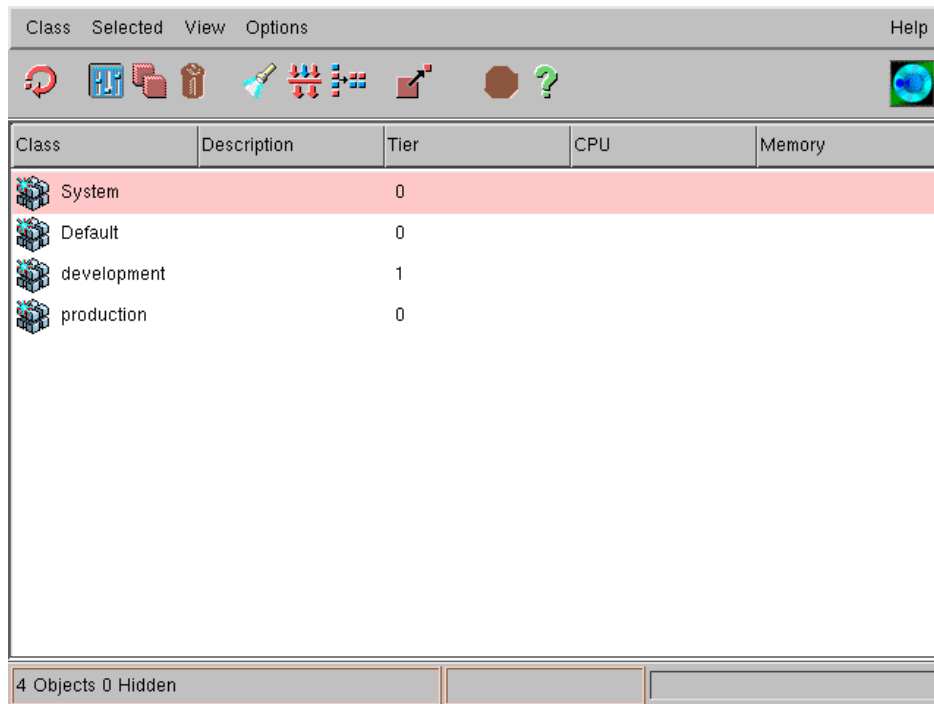 Class Selected View Options Help
Class Description Tier CPU Memory
System 0
Default 0
development 1
production 0
4 Objects 0 Hidden